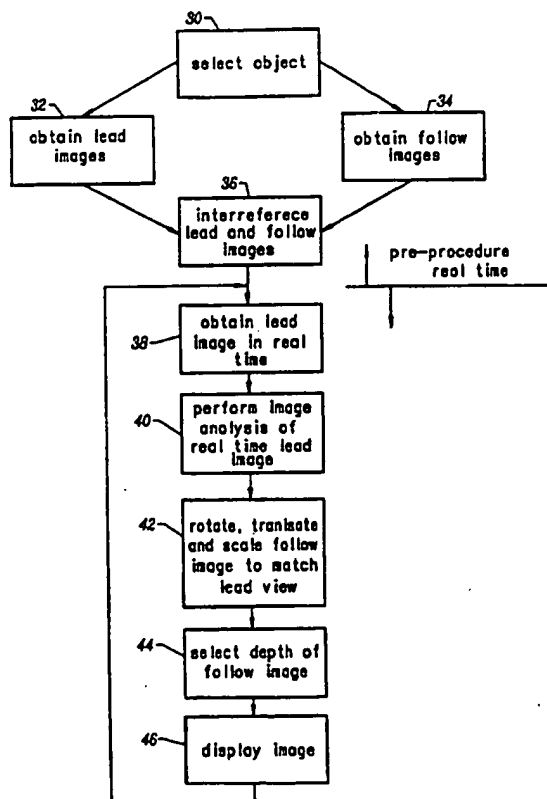 30
select object
32
obtain lead
images
34
obtain follow
images
36
interreferece
lead and follow
images
pre-procedure
real time
38
obtain lead
image in real
time
40
perform image
analysis of
real time lead
image
42
rotate, translate
and scale follow
image to match
lead view
44
select depth of
follow image
46
display image